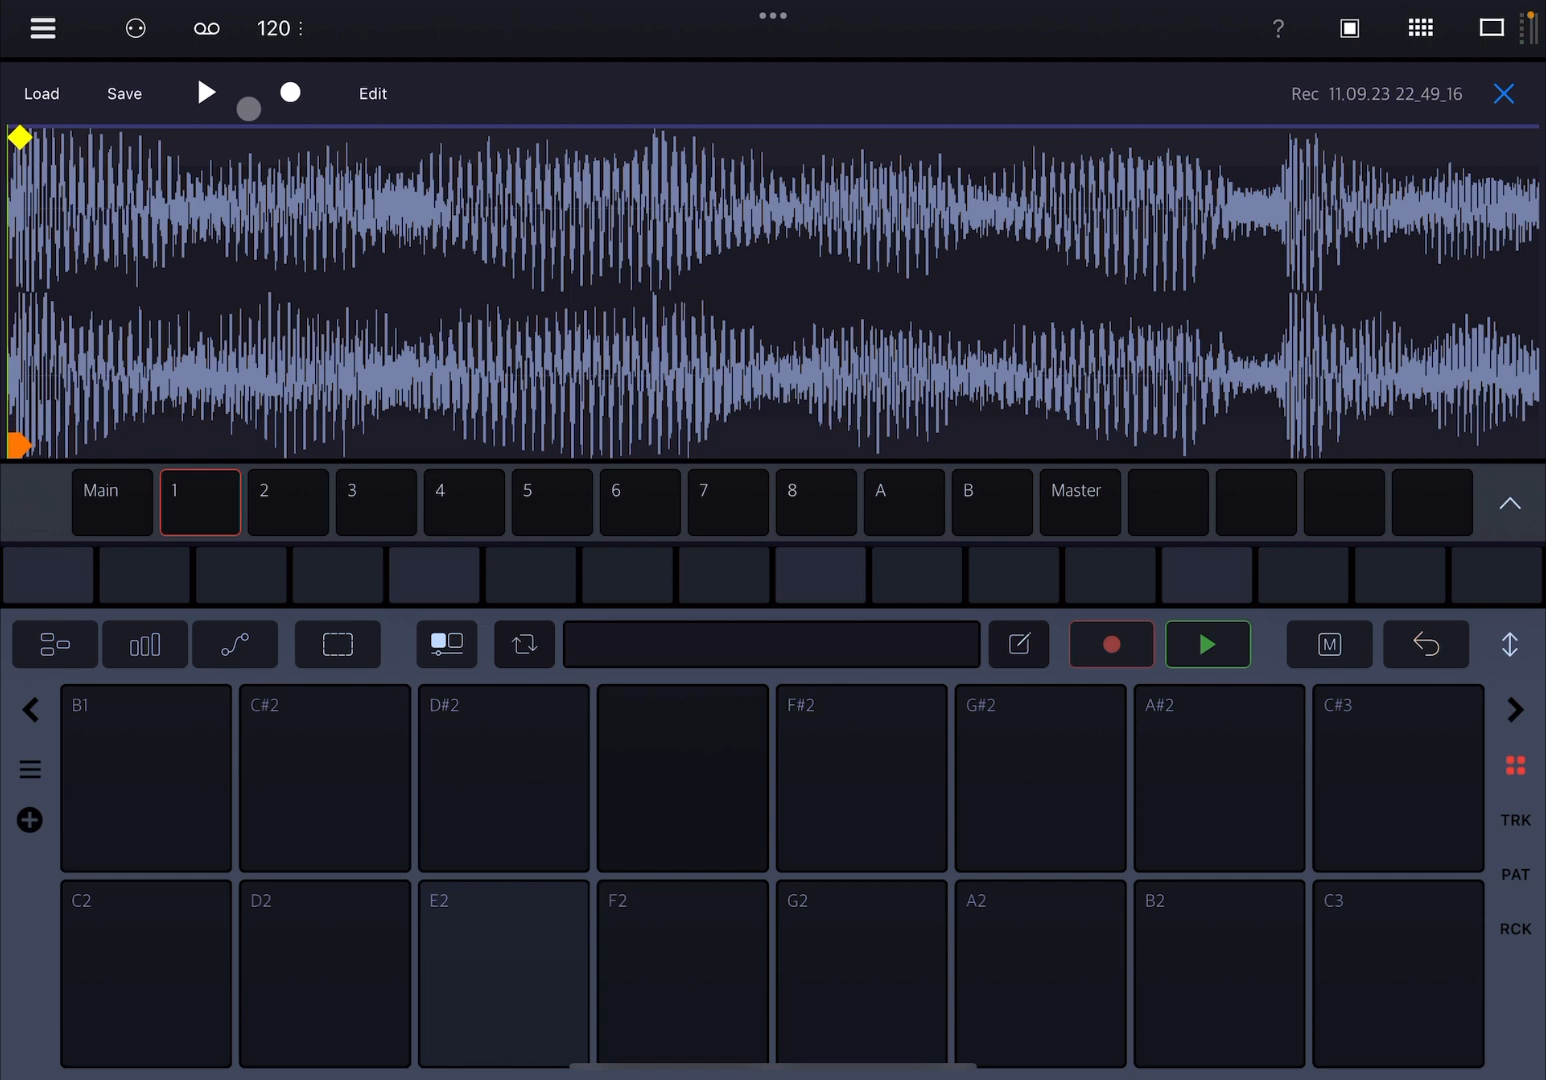 120
?
Load Save Edit Rec 11.09.23 22_49_16
Main 1 2 3 4 5 6 7 8 A B Master
M
B1 C#2 D#2 F#2 G#2 A#2 C#3
TRK
PAT
C2 D2 E2 F2 G2 A2 B2 C3
RCK